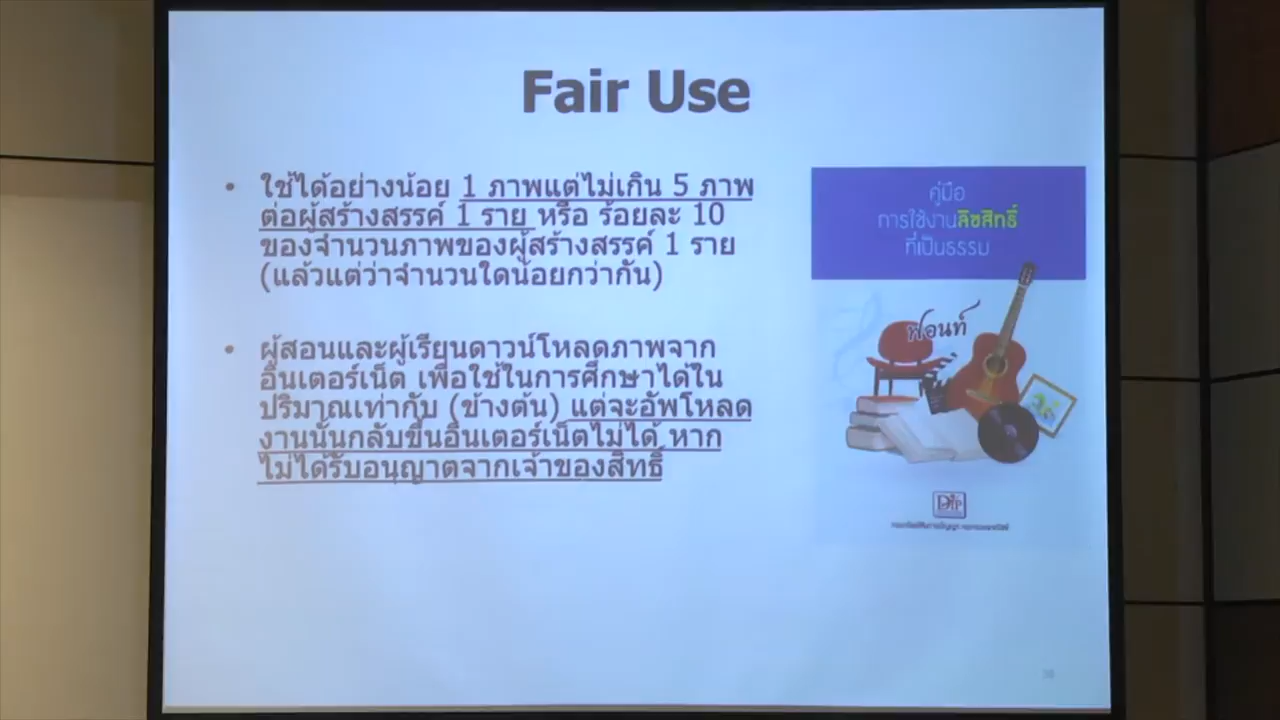 Fair Use
• ใช้ได้อย่างน้อย 1 ภาพแต่ไม่เกิน 5 ภาพ
ต่อผู้สร้างสรรค์ 1 ราย หรือ ร้อยละ 10
ของจำนวนภาพของผู้สร้างสรรค์ 1 ราย
(แล้วแต่ว่าจำนวนใดน้อยกว่ากัน)
• ผู้สอนและผู้เรียนดาวน์โหลดภาพจาก
อินเตอร์เน็ต เพื่อใช้ในการศึกษาได้ใน
ปริมาณเท่ากับ (ข้างต้น) แต่จะอัพโหลด
งานนั้นกลับขึ้นอินเตอร์เน็ตไม่ได้ หาก
ไม่ได้รับอนุญาตจากเจ้าของสิทธิ์
คู่มือ
การใช้งานลิขสิทธิ์
ที่เป็นธรรม
ฟอนท์
DIP